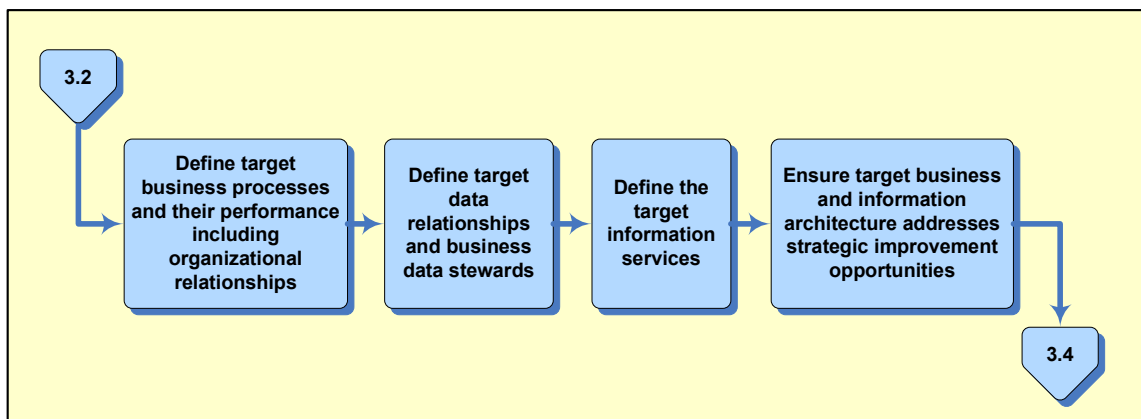 3.2
Define target
business processes
and their performance
including
organizational
relationships
Define target
data
relationships
and business
data stewards
Define the
target
information
services
Ensure target business
and information
architecture addresses
strategic improvement
opportunities
3.4